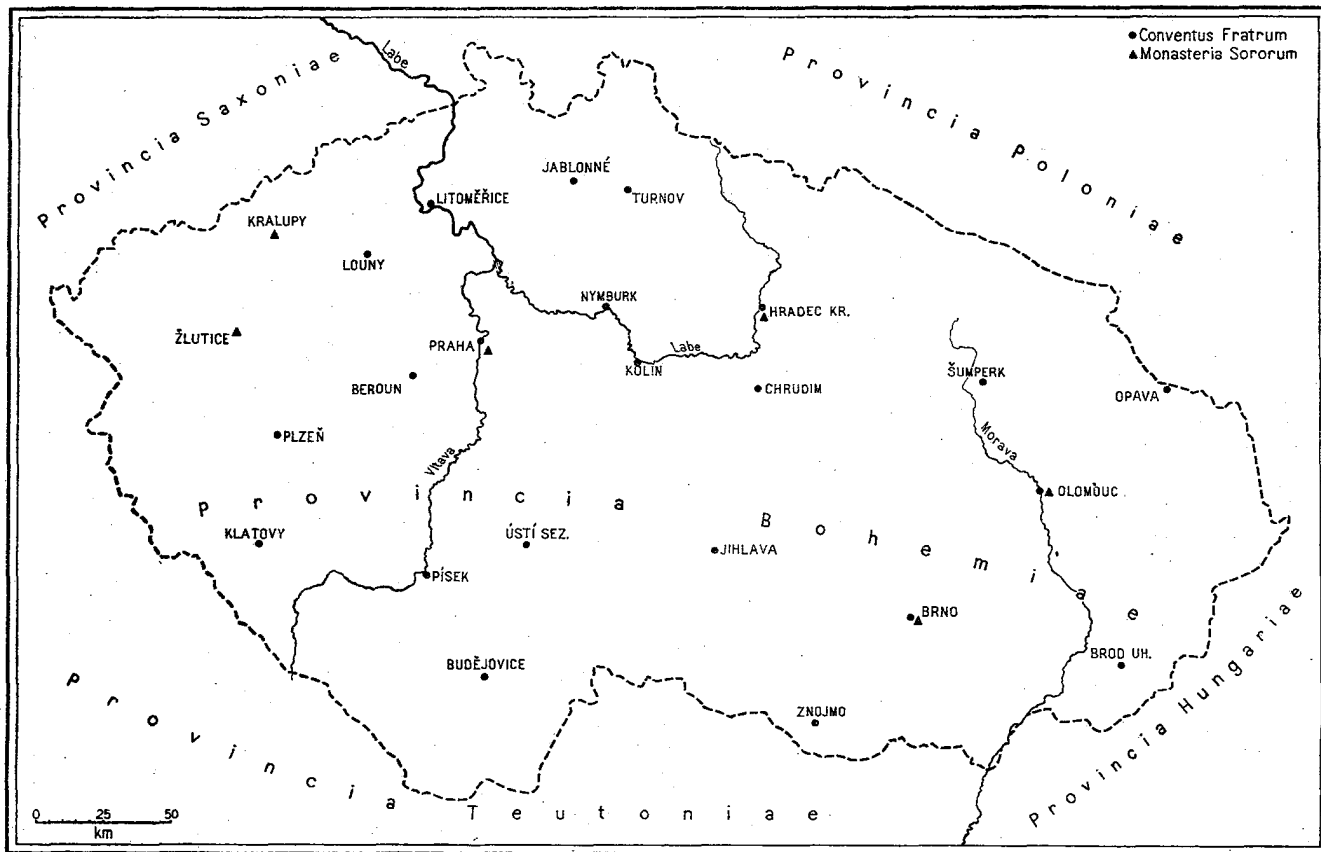 Conventus Fratrum
Monasteria Sororum
Labe
Provincia Saxoniae
Provincia Poloniae
JABLONNÉ
TURNOV
LITOMĚŘICE
KRALUPY
LOUNY
NYMBURK
HRADEC KR.
ŽLUTICE
PRAHA
Labe
KOLÍN
ŠUMPERK
BEROUN
CHRUDIM
OPAVA
PLZEŇ
Vltava
Morava
OLOMOUC
Provincia Bohemiae
KLATOVY
ÚSTÍ SEZ.
JIHLAVA
PÍSEK
BRNO
BROD UH.
BUDĚJOVICE
ZNOJMO
Provincia Hungariae
Provincia Teutoniae
0 25 50
km